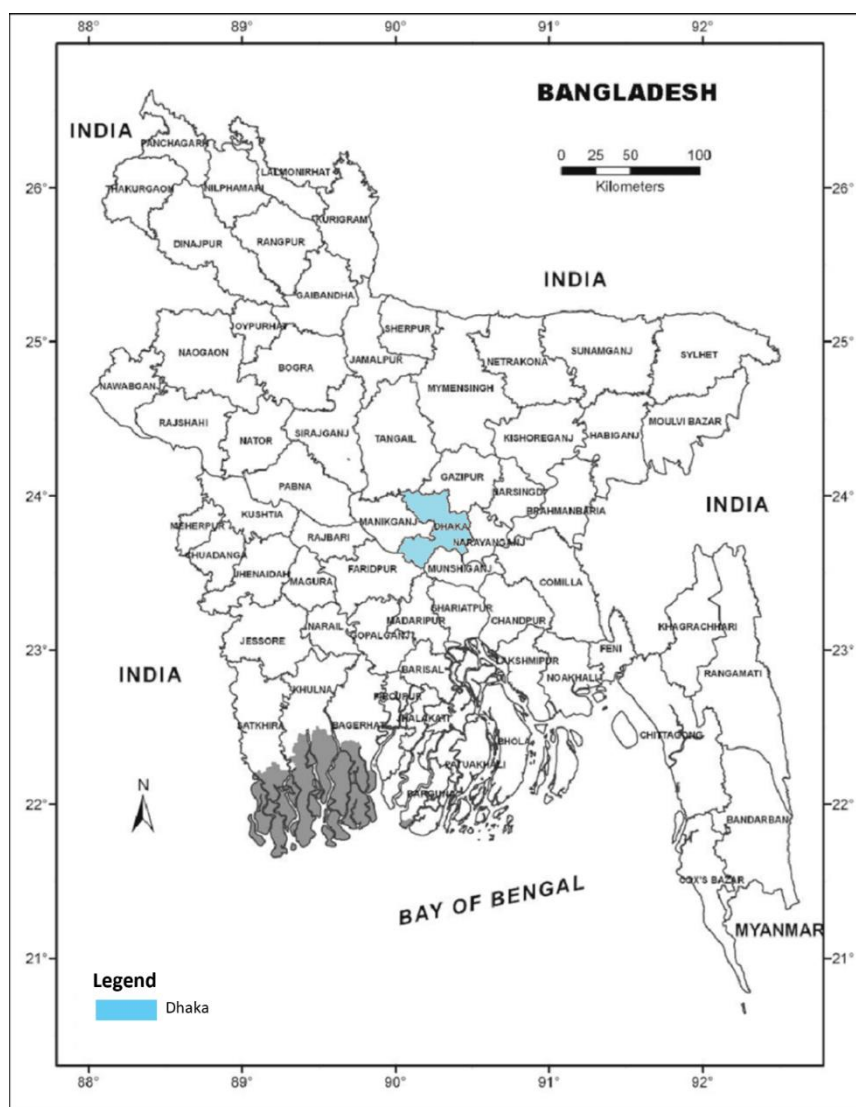 88° 89° 90° 91° 92°
BANGLADESH
INDIA
PANCHAGARH
LALMONIRHAT
0 25 50 100
Kilometers
26° 26°
THAKURGAON NILPHAMARI
KURIGRAM
DINAJPUR RANGPUR
INDIA
GAIBANDHA
25° 25°
JOYPURHAT SHERPUR
NAOGAON BOGRA JAMALPUR NETRAKONA SUNAMGANJ SYLHET
NAWABGANJ MYMENSINGH
RAJSHAHI NATOR SIRAJGANJ TANGAIL KISHOREGANJ HABIGANJ MOULVI BAZAR
GAZIPUR
24° PABNA NARSINGDI 24°
MEHERPUR KUSHTIA MANIKGANJ DHAKA BRAHMANBARIA INDIA
RAJBARI NARAYANGANJ
CHUADANGA JHENAIDAH MAGURA FARIDPUR MUNSHIGANJ COMILLA
SHARIATPUR
23° JESSORE NARAIL GOPALGANJ MADARIPUR CHANDPUR KHAGRACHHARI 23°
FENI
INDIA BARISAL LAKSHMIPUR NOAKHALI RANGAMATI
KHULNA PIROJPUR
SATKHIRA BAGERHAT JHALAKATI BHOLA CHITTAGONG
PATUAKHALI
N
22° BARGUNA 22°
BANDARBAN
COX'S BAZAR
BAY OF BENGAL
MYANMAR
21° 21°
Legend
Dhaka
88° 89° 90° 91° 92°